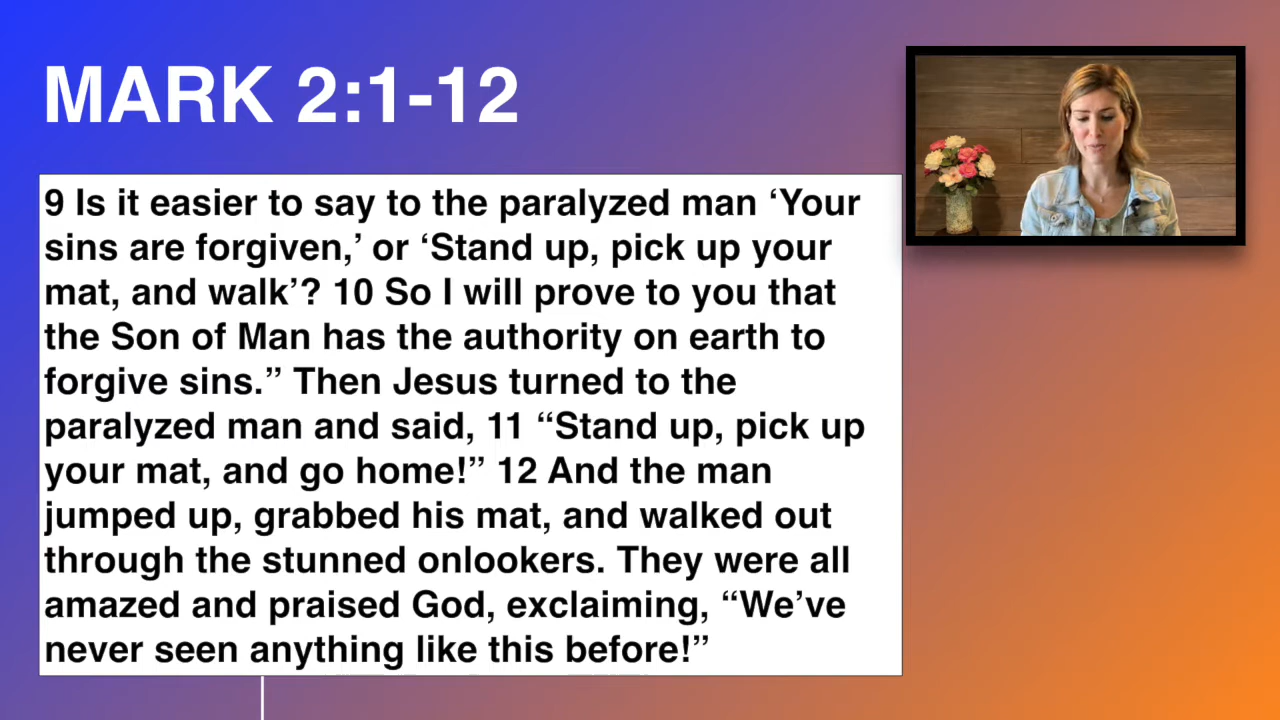 MARK 2:1-12
9 Is it easier to say to the paralyzed man ‘Your
sins are forgiven,’ or ‘Stand up, pick up your
mat, and walk’? 10 So I will prove to you that
the Son of Man has the authority on earth to
forgive sins.” Then Jesus turned to the
paralyzed man and said, 11 “Stand up, pick up
your mat, and go home!” 12 And the man
jumped up, grabbed his mat, and walked out
through the stunned onlookers. They were all
amazed and praised God, exclaiming, “We’ve
never seen anything like this before!”